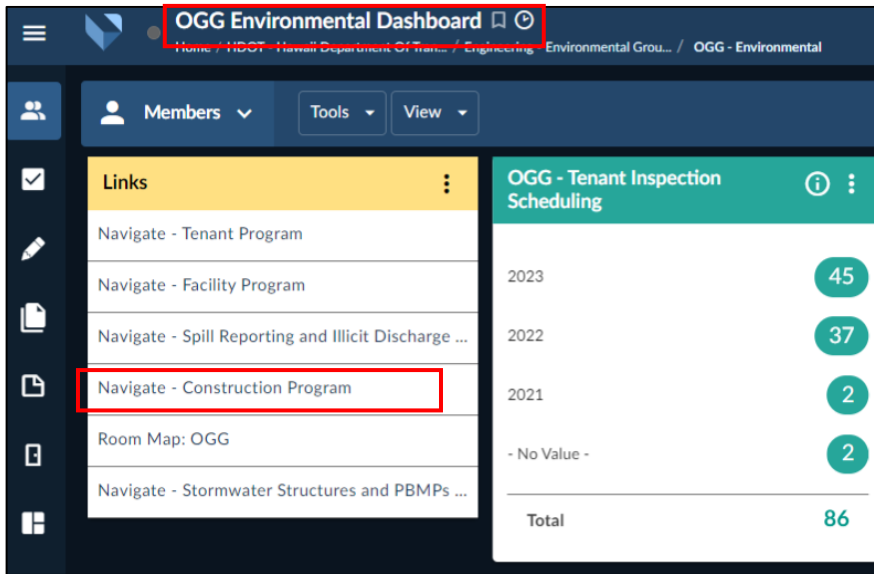 OGG Environmental Dashboard
Home / HDOT - Hawaii Department Of Tran... / Engineering - Environmental Grou... / OGG - Environmental
Members
Tools
View
Links
Navigate - Tenant Program
Navigate - Facility Program
Navigate - Spill Reporting and Illicit Discharge ...
Navigate - Construction Program
Room Map: OGG
Navigate - Stormwater Structures and PBMPs ...
OGG - Tenant Inspection
Scheduling
2023 45
2022 37
2021 2
- No Value - 2
Total 86